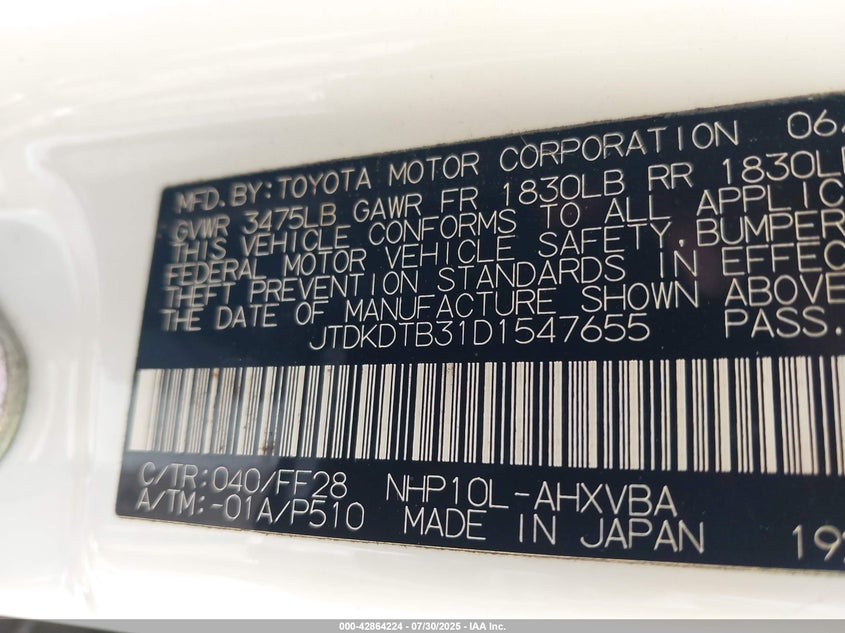 MFD.BY:TOYOTA MOTOR CORPORATION 06
GVWR 3475LB GAWR FR 1830LB RR 1830L
THIS VEHICLE CONFORMS TO ALL APPLIC
FEDERAL MOTOR VEHICLE SAFETY,BUMPER
THEFT PREVENTION STANDARDS IN EFFEC
THE DATE OF MANUFACTURE SHOWN ABOVE
JTDKDTB31D1547655 PASS.
C/TR:040/FF28 NHP10L-AHXVBA
A/TM:-01A/P510 MADE IN JAPAN 19
000-42864224 | 07/30/2025 - IAA Inc.